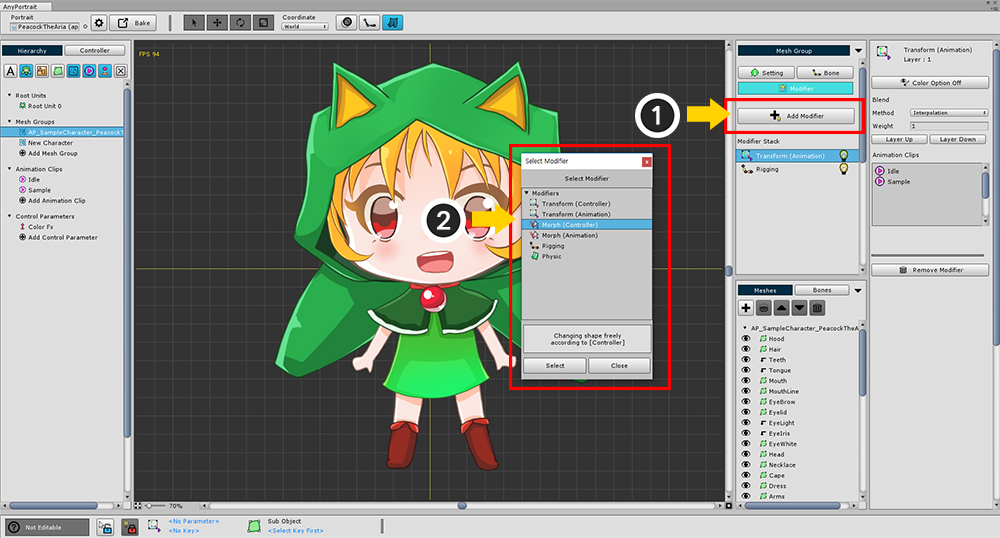 AnyPortrait
Portrait
PeacockTheAria (ap
Bake
Coordinate
World
Hierarchy
Controller
Root Units
Root Unit 0
Mesh Groups
AP_SampleCharacter_PeacockTh
New Character
Add Mesh Group
Animation Clips
Idle
Sample
Add Animation Clip
Control Parameters
Color Fx
Add Control Parameter
FPS 94
1
2
Select Modifier
Select Modifier
Modifiers
Transform (Controller)
Transform (Animation)
Morph (Controller)
Morph (Animation)
Rigging
Physic
Changing shape freely
according to [Controller]
Select
Close
Mesh Group
Setting
Bone
Modifier
Add Modifier
Modifier Stack
Transform (Animation)
Rigging
Meshes
Bones
AP_SampleCharacter_PeacockTheA
Hood
Hair
Teeth
Tongue
Mouth
MouthLine
EyeBrow
Eyelid
EyeLight
EyeIris
EyeWhite
Head
Necklace
Cape
Dress
Arms
Transform (Animation)
Layer : 1
Color Option Off
Blend
Method
Interpolation
Weight
1
Layer Up
Layer Down
Animation Clips
Idle
Sample
Remove Modifier
70%
Not Editable
<No Parameter>
<No Key>
Sub Object
<Select Key First>